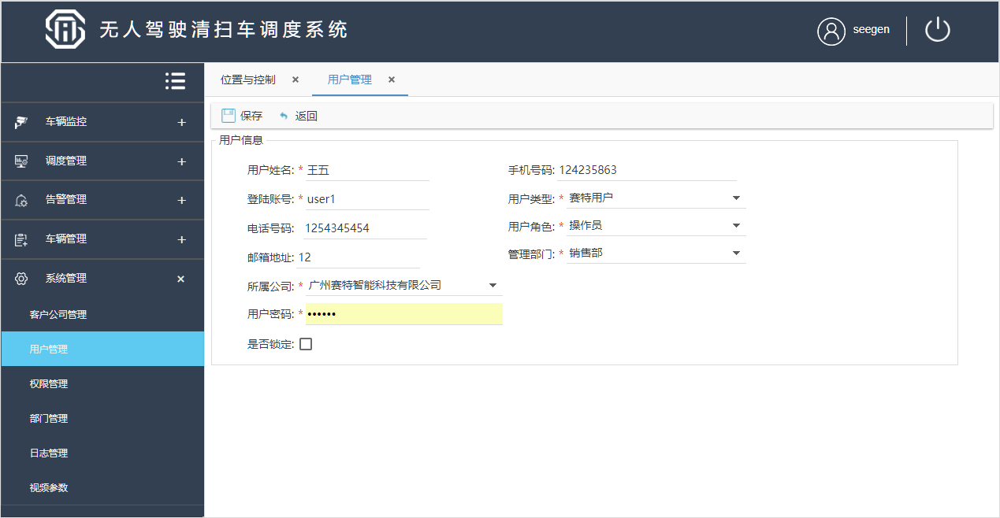 无人驾驶清扫车调度系统
seegen
位置与控制 × 用户管理 ×
车辆监控 +
调度管理 +
告警管理 +
车辆管理 +
系统管理 ×
客户公司管理
用户管理
权限管理
部门管理
日志管理
视频参数
保存 返回
用户信息
用户姓名: * 王五
手机号码: 124235863
登陆账号: * user1
用户类型: * 赛特用户
电话号码: 1254345454
用户角色: * 操作员
邮箱地址: 12
管理部门: * 销售部
所属公司: * 广州赛特智能科技有限公司
用户密码: * ••••••
是否锁定: